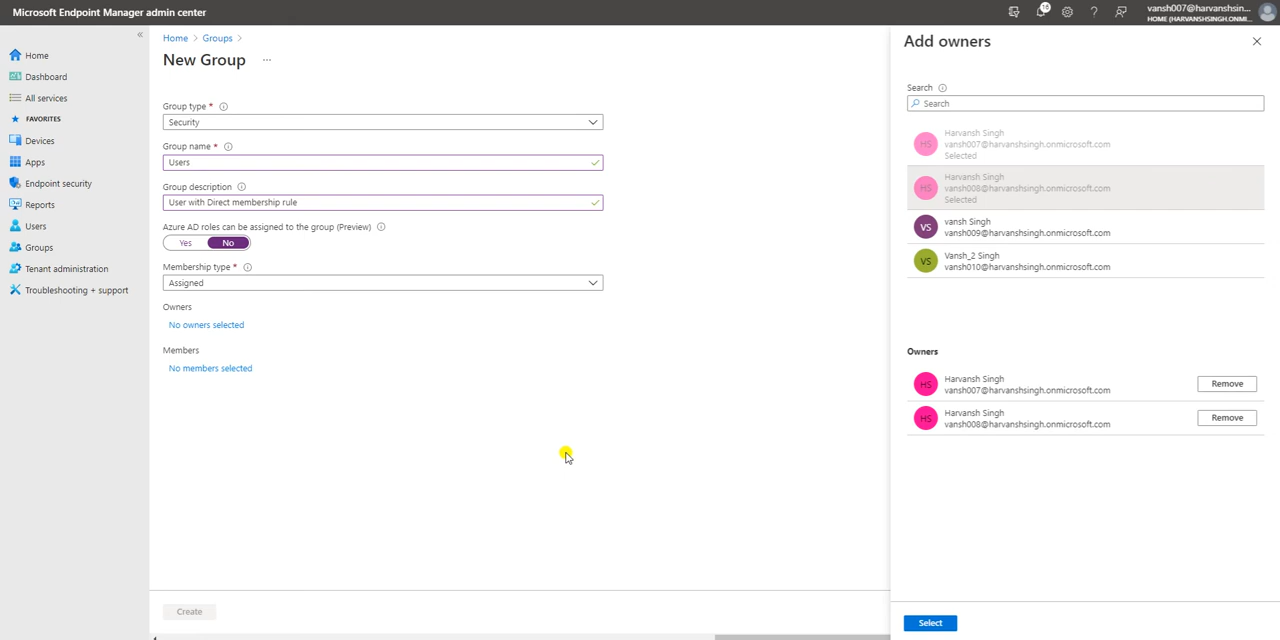 Microsoft Endpoint Manager admin center
16
vansh007@harvanshsin...
HOME (HARVANSHSINGH.ONMI...
«
Home
Dashboard
All services
FAVORITES
Devices
Apps
Endpoint security
Reports
Users
Groups
Tenant administration
Troubleshooting + support
Home > Groups >
New Group ...
Group type *
Security
Group name *
Users
Group description
User with Direct membership rule
Azure AD roles can be assigned to the group (Preview)
Yes No
Membership type *
Assigned
Owners
No owners selected
Members
No members selected
Create
Add owners
Search
Search
HS
Harvansh Singh
vansh007@harvanshsingh.onmicrosoft.com
Selected
HS
Harvansh Singh
vansh008@harvanshsingh.onmicrosoft.com
Selected
VS
vansh Singh
vansh009@harvanshsingh.onmicrosoft.com
VS
Vansh_2 Singh
vansh010@harvanshsingh.onmicrosoft.com
Owners
HS
Harvansh Singh
vansh007@harvanshsingh.onmicrosoft.com
Remove
HS
Harvansh Singh
vansh008@harvanshsingh.onmicrosoft.com
Remove
Select